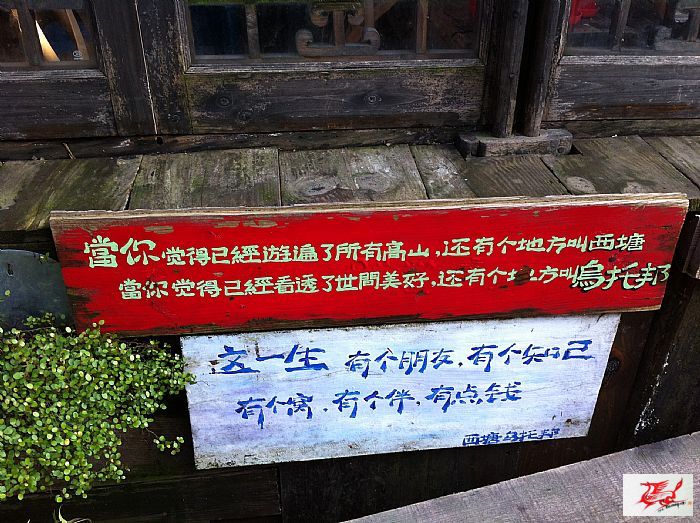 當你觉得已經遊遍了所有高山,还有个地方叫西塘
當你觉得已經看透了世間美好,还有个地方叫烏托邦
这一生 有个朋友,有个知己
有个窝,有个伴,有点钱
西塘乌托邦